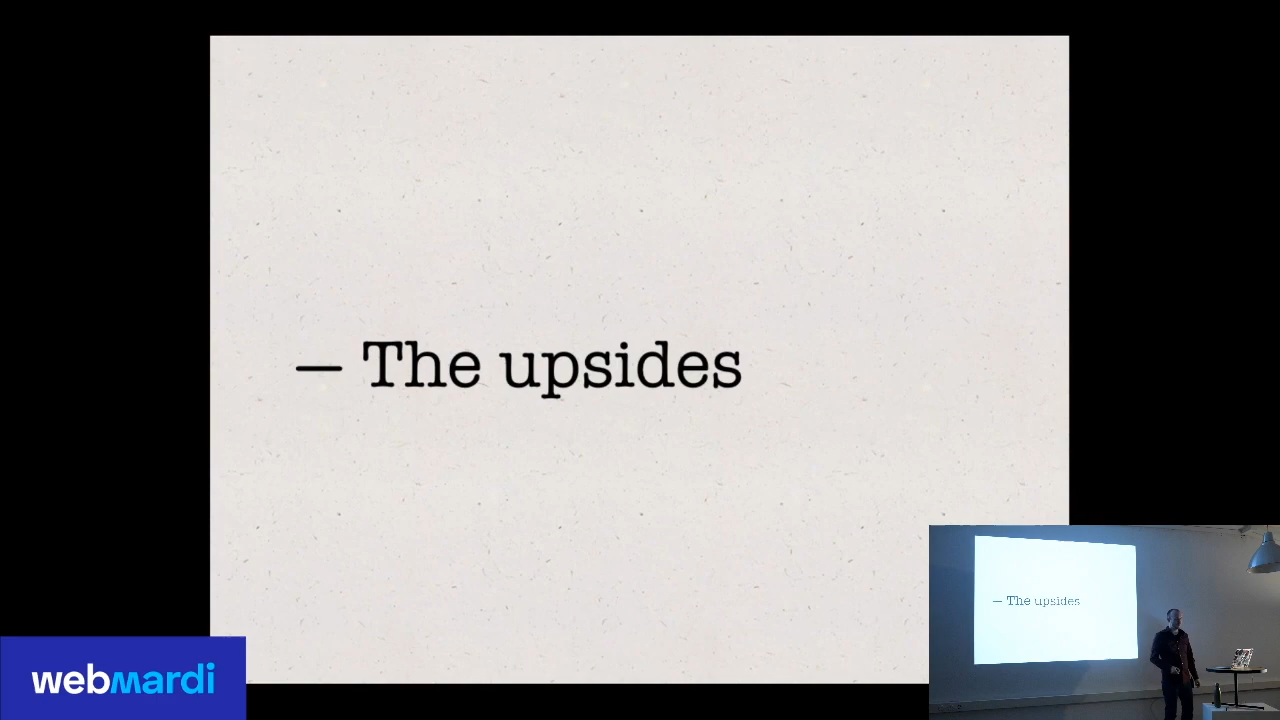 — The upsides
— The upsides
webmardi